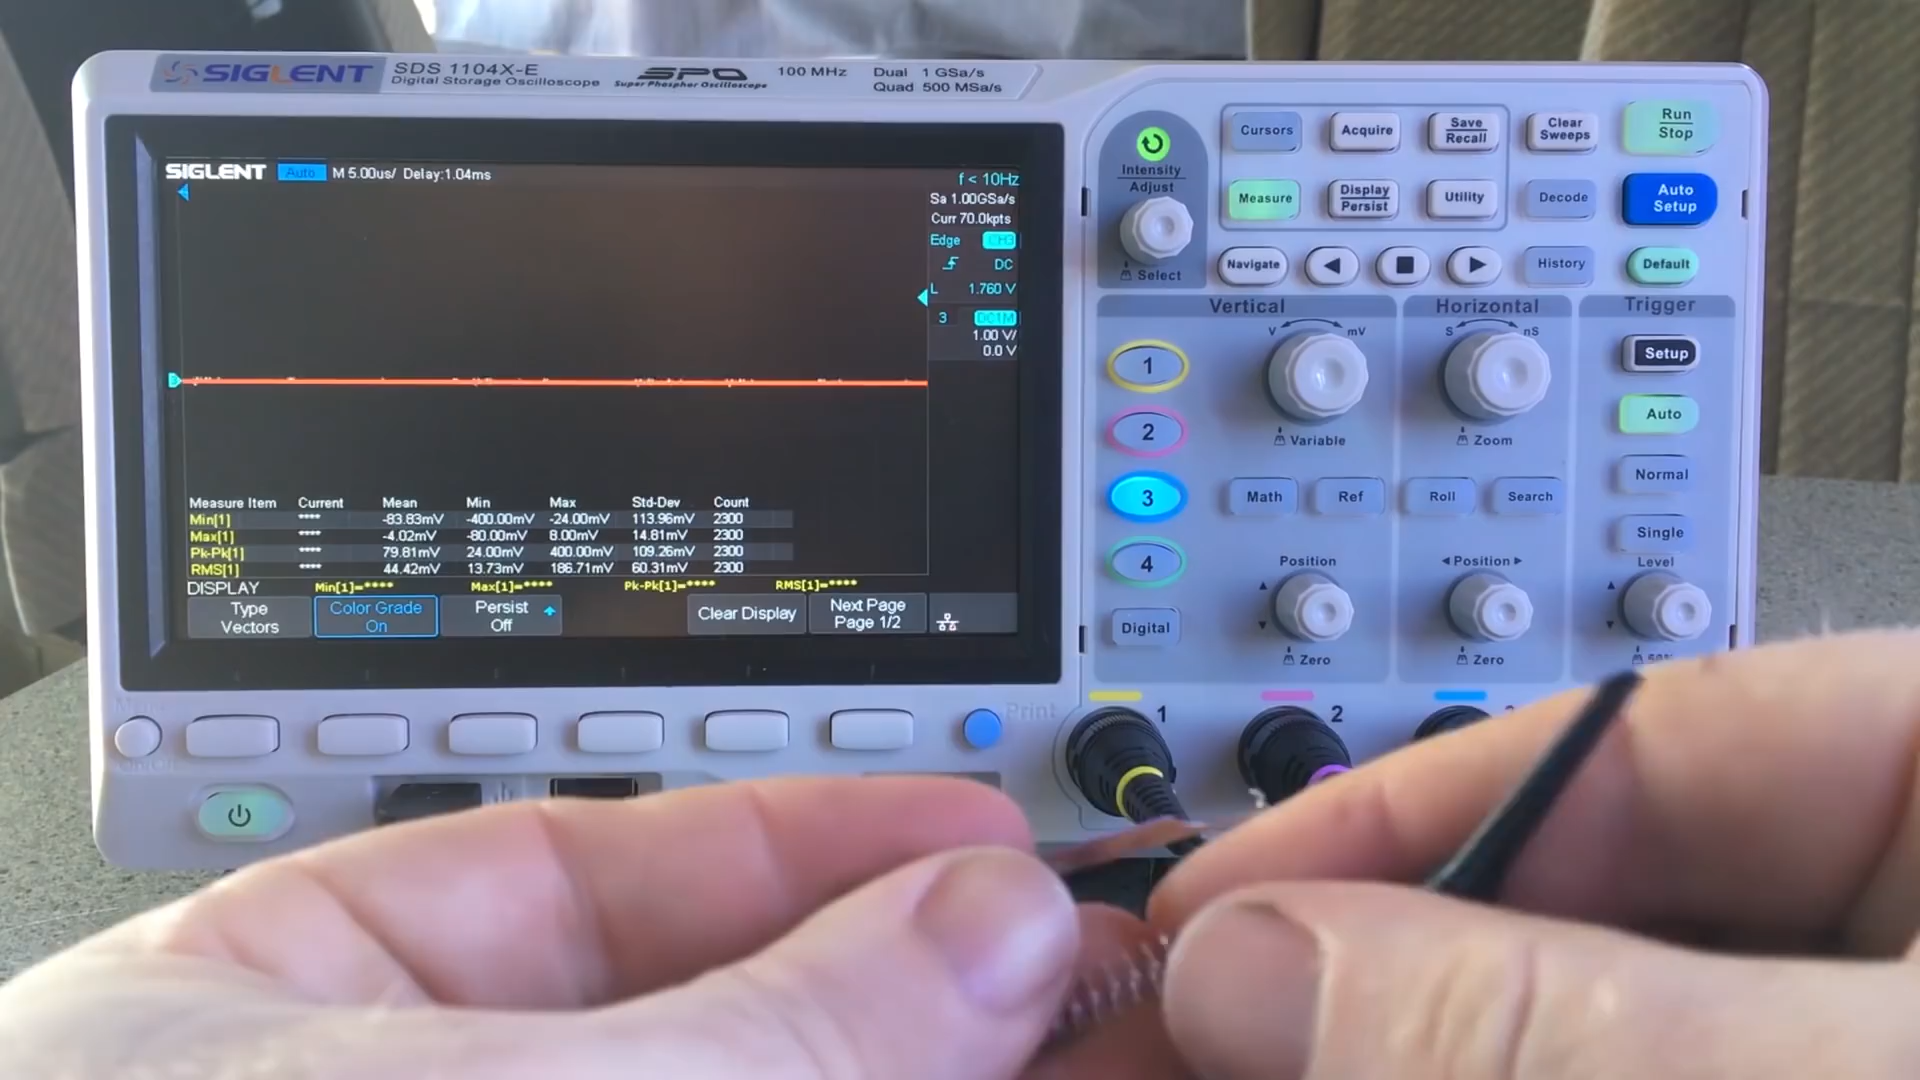 SIGLENT
SDS 1104X-E
Digital Storage Oscilloscope
SPO
Super Phosphor Oscilloscope
100 MHz
Dual 1 GSa/s
Quad 500 MSa/s
SIGLENT Auto M 5.00us/ Delay:1.04ms
f < 10Hz
Sa 1.00GSa/s
Curr 70.0kpts
Edge CH3
DC
L 1.760 V
3 DC1M
1.00 V/
0.0 V
Measure Item Current Mean Min Max Std-Dev Count
Min[1] **** -83.83mV -400.00mV -24.00mV 113.96mV 2300
Max[1] **** -4.02mV -80.00mV 8.00mV 14.81mV 2300
Pk-Pk[1] **** 79.81mV 24.00mV 400.00mV 109.26mV 2300
RMS[1] **** 44.42mV 13.73mV 186.71mV 60.31mV 2300
DISPLAY Min[1]=**** Max[1]=**** Pk-Pk[1]=**** RMS[1]=****
Type
Vectors
Color Grade
On
Persist
Off
Clear Display
Next Page
Page 1/2
Intensity
Adjust
Select
Cursors
Acquire
Save
Recall
Clear
Sweeps
Run
Stop
Measure
Display
Persist
Utility
Decode
Auto
Setup
Navigate
History
Default
Vertical
V mV
1
2
3
4
Variable
Math
Ref
Position
Digital
Zero
Horizontal
S nS
Zoom
Roll
Search
Position
Zero
Trigger
Setup
Auto
Normal
Single
Level
50%
Print
1
2